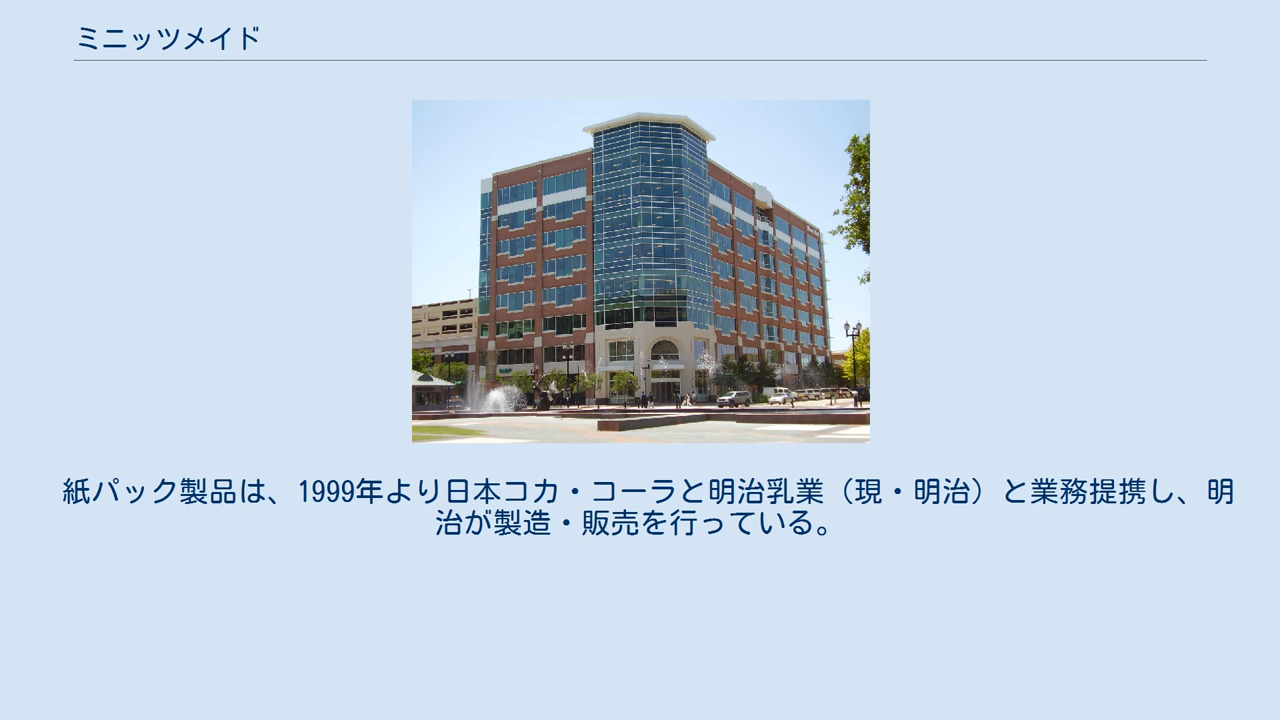 ミニッツメイド
紙パック製品は、1999年より日本コカ・コーラと明治乳業（現・明治）と業務提携し、明
治が製造・販売を行っている。